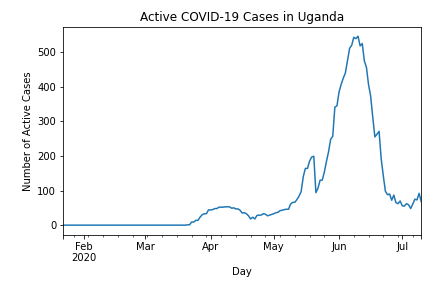 Active COVID-19 Cases in Uganda
Number of Active Cases
500
400
300
200
100
0
Feb
2020
Mar
Apr
May
Jun
Jul
Day